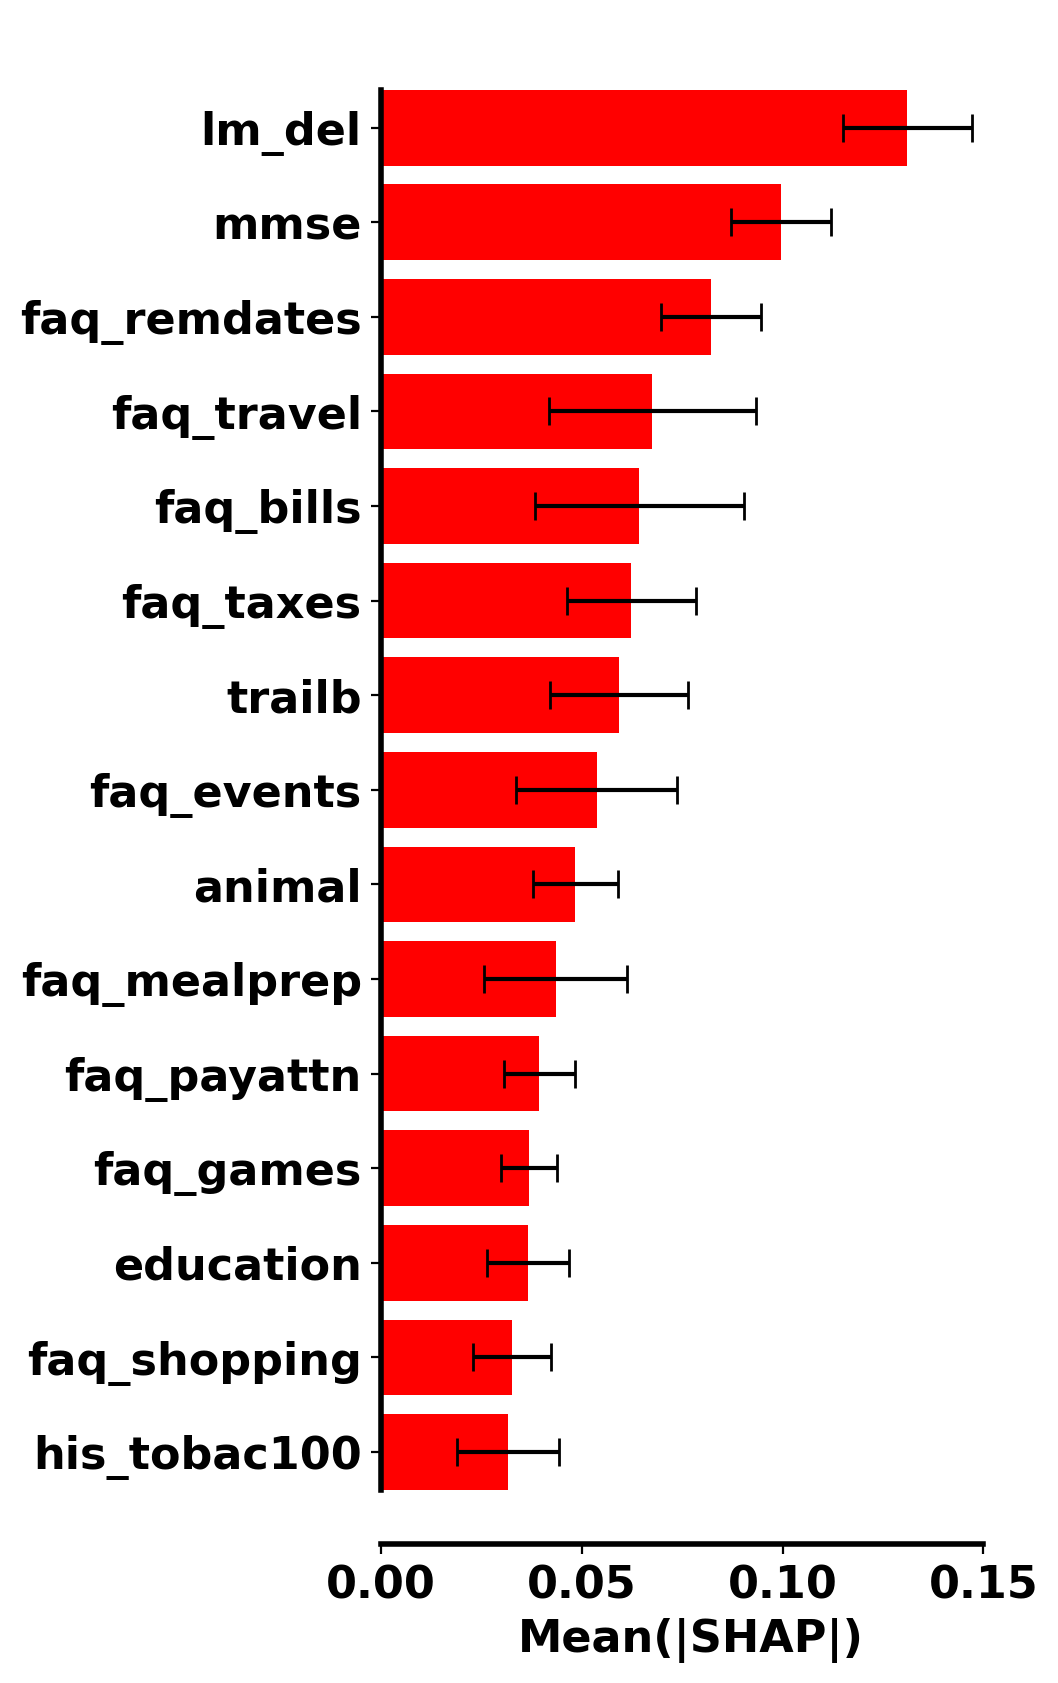 lm_del
mmse
faq_remdates
faq_travel
faq_bills
faq_taxes
trailb
faq_events
animal
faq_mealprep
faq_payattn
faq_games
education
faq_shopping
his_tobac100
0.00 0.05 0.10 0.15
Mean(|SHAP|)